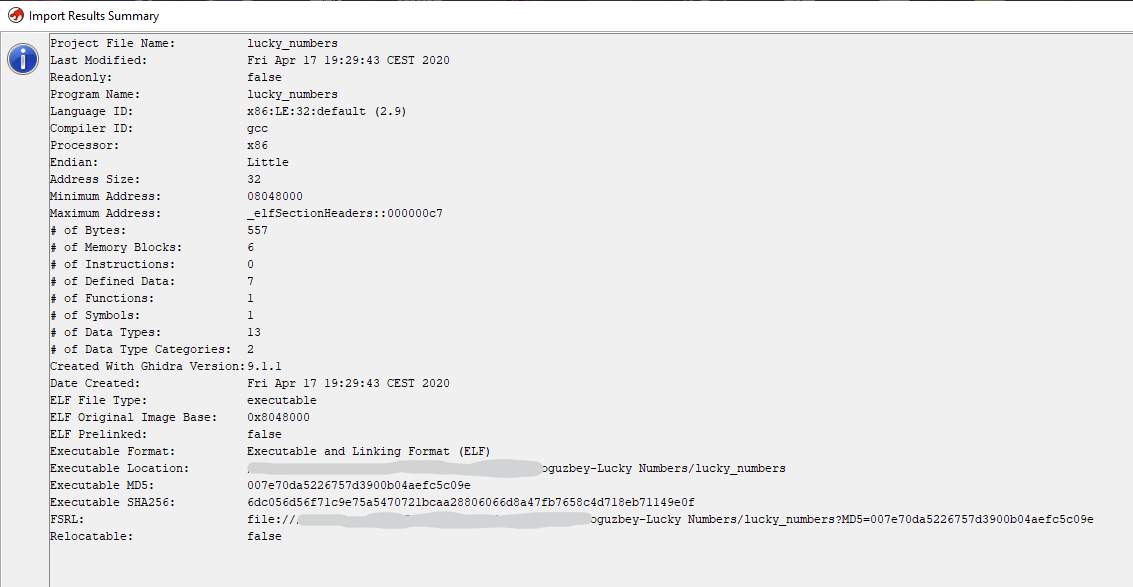 Import Results Summary
Project File Name: lucky_numbers
Last Modified: Fri Apr 17 19:29:43 CEST 2020
Readonly: false
Program Name: lucky_numbers
Language ID: x86:LE:32:default (2.9)
Compiler ID: gcc
Processor: x86
Endian: Little
Address Size: 32
Minimum Address: 08048000
Maximum Address: _elfSectionHeaders::000000c7
# of Bytes: 557
# of Memory Blocks: 6
# of Instructions: 0
# of Defined Data: 7
# of Functions: 1
# of Symbols: 1
# of Data Types: 13
# of Data Type Categories: 2
Created With Ghidra Version: 9.1.1
Date Created: Fri Apr 17 19:29:43 CEST 2020
ELF File Type: executable
ELF Original Image Base: 0x8048000
ELF Prelinked: false
Executable Format: Executable and Linking Format (ELF)
Executable Location: oguzbey-Lucky Numbers/lucky_numbers
Executable MD5: 007e70da5226757d3900b04aefc5c09e
Executable SHA256: 6dc056d56f71c9e75a5470721bcaa28806066d8a47fb7658c4d718eb71149e0f
FSRL: file:// oguzbey-Lucky Numbers/lucky_numbers?MD5=007e70da5226757d3900b04aefc5c09e
Relocatable: false